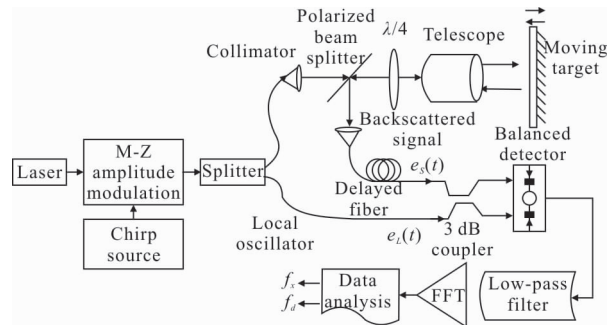 Polarized
beam
splitter
λ/4
Telescope
Moving
target
Collimator
Backscattered
signal
Balanced
detector
Laser
M-Z
amplitude
modulation
Splitter
Delayed
fiber
e_S(t)
Local
oscillator
e_L(t)
3 dB
coupler
Chirp
source
f_s
f_d
Data
analysis
FFT
Low-pass
filter